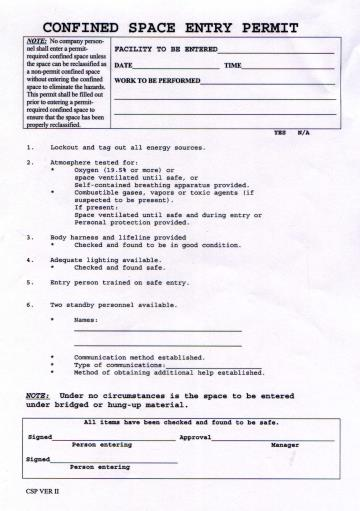 CONFINED SPACE ENTRY PERMIT
NOTE: No company person-
nel shall enter a permit-
required confined space unless
the space can be reclassified as
a non-permit confined space
without entering the confined
space to eliminate the hazards.
This permit shall be filled out
prior to entering a permit-
required confined space to
ensure that the space has been
properly reclassified.
FACILITY TO BE ENTERED
DATE TIME
WORK TO BE PERFORMED
YES N/A
1. Lockout and tag out all energy sources.
2. Atmosphere tested for:
* Oxygen (19.5% or more) or
space ventilated until safe, or
Self-contained breathing apparatus provided.
* Combustible gases, vapors or toxic agents (if
suspected to be present).
If present:
Space ventilated until safe and during entry or
Personal protection provided.
3. Body harness and lifeline provided
* Checked and found to be in good condition.
4. Adequate lighting available.
* Checked and found safe.
5. Entry person trained on safe entry.
6. Two standby personnel available.
* Names:
* Communication method established.
* Type of communications:
* Method of obtaining additional help established.
NOTE: Under no circumstances is the space to be entered
under bridged or hung-up material.
All items have been checked and found to be safe.
Signed Approval
Person entering Manager
Signed
Person entering
CSP VER II